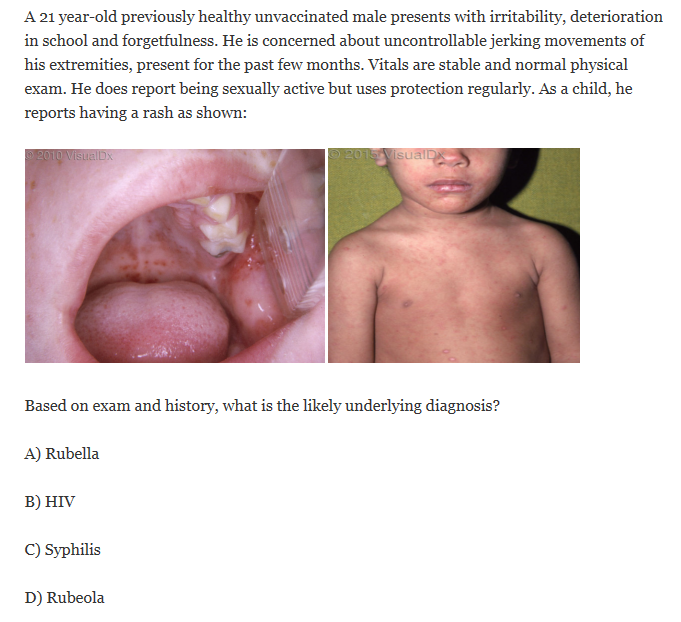 A 21 year-old previously healthy unvaccinated male presents with irritability, deterioration
in school and forgetfulness. He is concerned about uncontrollable jerking movements of
his extremities, present for the past few months. Vitals are stable and normal physical
exam. He does report being sexually active but uses protection regularly. As a child, he
reports having a rash as shown:
© 2010 VisualDx
VisualDx
Based on exam and history, what is the likely underlying diagnosis?
A) Rubella
B) HIV
C) Syphilis
D) Rubeola